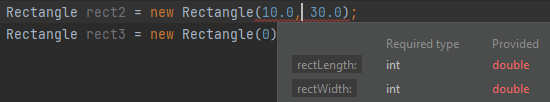 Rectangle rect2 = new Rectangle(10.0, 30.0);
Rectangle rect3 = new Rectangle(0)
Required type Provided
rectLength: int double
rectWidth: int double